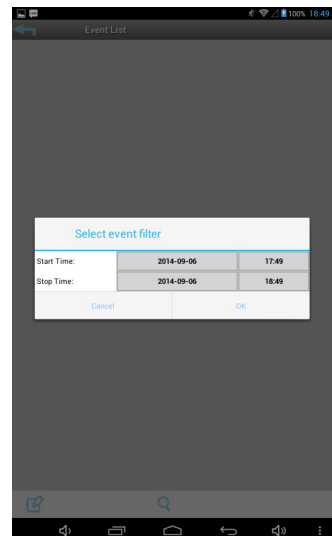 100% 18:49
Event List
Select event filter
Start Time: 2014-09-06 17:49
Stop Time: 2014-09-06 18:49
Cancel OK